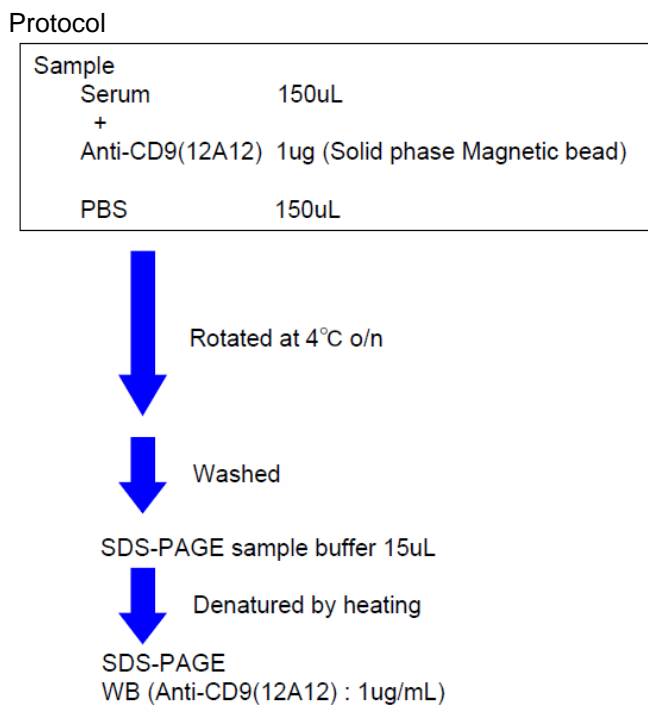 Protocol
Sample
Serum 150uL
+
Anti-CD9(12A12) 1ug (Solid phase Magnetic bead)
PBS 150uL
Rotated at 4℃ o/n
Washed
SDS-PAGE sample buffer 15uL
Denatured by heating
SDS-PAGE
WB (Anti-CD9(12A12) : 1ug/mL)